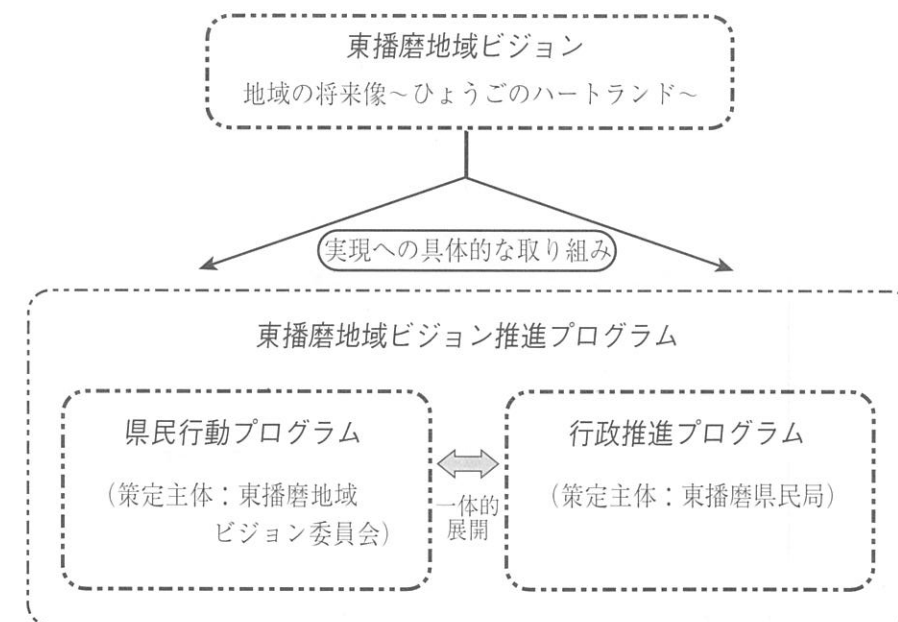 東播磨地域ビジョン
地域の将来像～ひょうごのハートランド～
実現への具体的な取り組み
東播磨地域ビジョン推進プログラム
県民行動プログラム
(策定主体：東播磨地域
ビジョン委員会)
一体的
展開
行政推進プログラム
(策定主体：東播磨県民局)